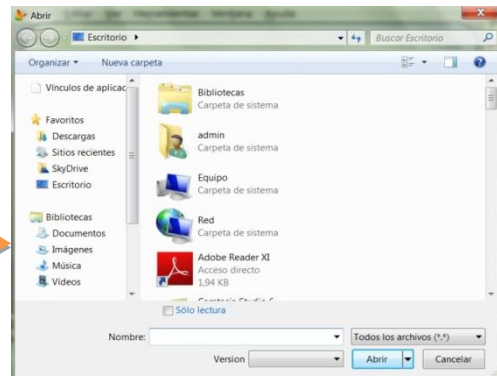 Abrir
Escritorio
Buscar Escritorio
Organizar
Nueva carpeta
Vínculos de aplicac
Favoritos
Descargas
Sitios recientes
SkyDrive
Escritorio
Bibliotecas
Documentos
Imágenes
Música
Vídeos
Bibliotecas
Carpeta de sistema
admin
Carpeta de sistema
Equipo
Carpeta de sistema
Red
Carpeta de sistema
Adobe Reader XI
Acceso directo
1,94 KB
Sólo lectura
Nombre:
Todos los archivos (*.*)
Version
Abrir
Cancelar